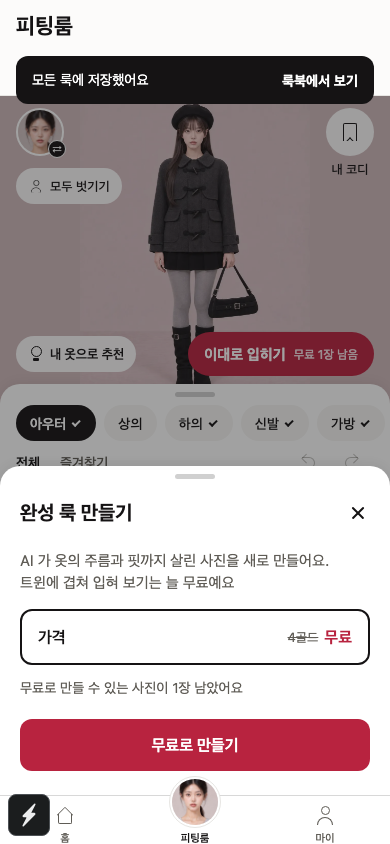 피팅룸
모든 룩에 저장했어요
룩북에서 보기
내 코디
모두 벗기기
내 옷으로 추천
이대로 입히기 무료 1장 남음
아우터
상의
하의
신발
가방
전체
즐겨찾기
완성 룩 만들기
AI 가 옷의 주름과 핏까지 살린 사진을 새로 만들어요.
트윈에 겹쳐 입혀 보기는 늘 무료예요
가격
4골드 무료
무료로 만들 수 있는 사진이 1장 남았어요
무료로 만들기
홈
피팅룸
마이